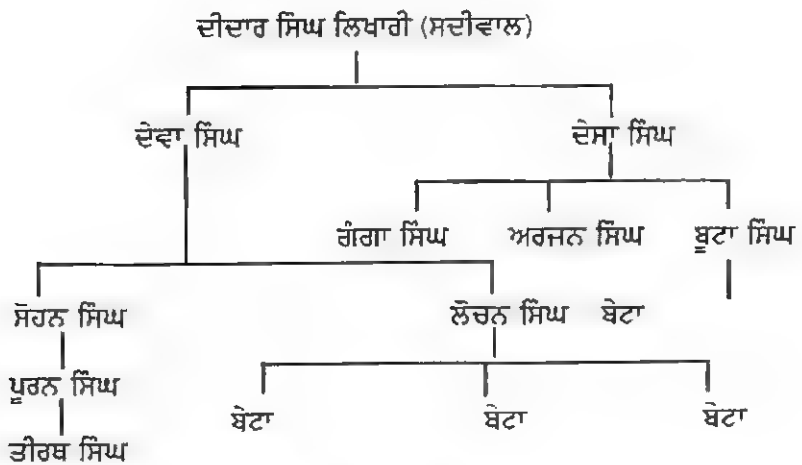 ਦੀਦਾਰ ਸਿੰਘ ਲਿਖਾਰੀ (ਸਦੀਵਾਲ)
ਦੇਵਾ ਸਿੰਘ ਦੇਸਾ ਸਿੰਘ
ਗੰਗਾ ਸਿੰਘ ਅਰਜਨ ਸਿੰਘ ਬੂਟਾ ਸਿੰਘ
ਸੋਹਨ ਸਿੰਘ ਲੋਚਨ ਸਿੰਘ ਬੇਟਾ
ਪੂਰਨ ਸਿੰਘ
ਬੇਟਾ ਬੇਟਾ ਬੇਟਾ
ਤੀਰਥ ਸਿੰਘ